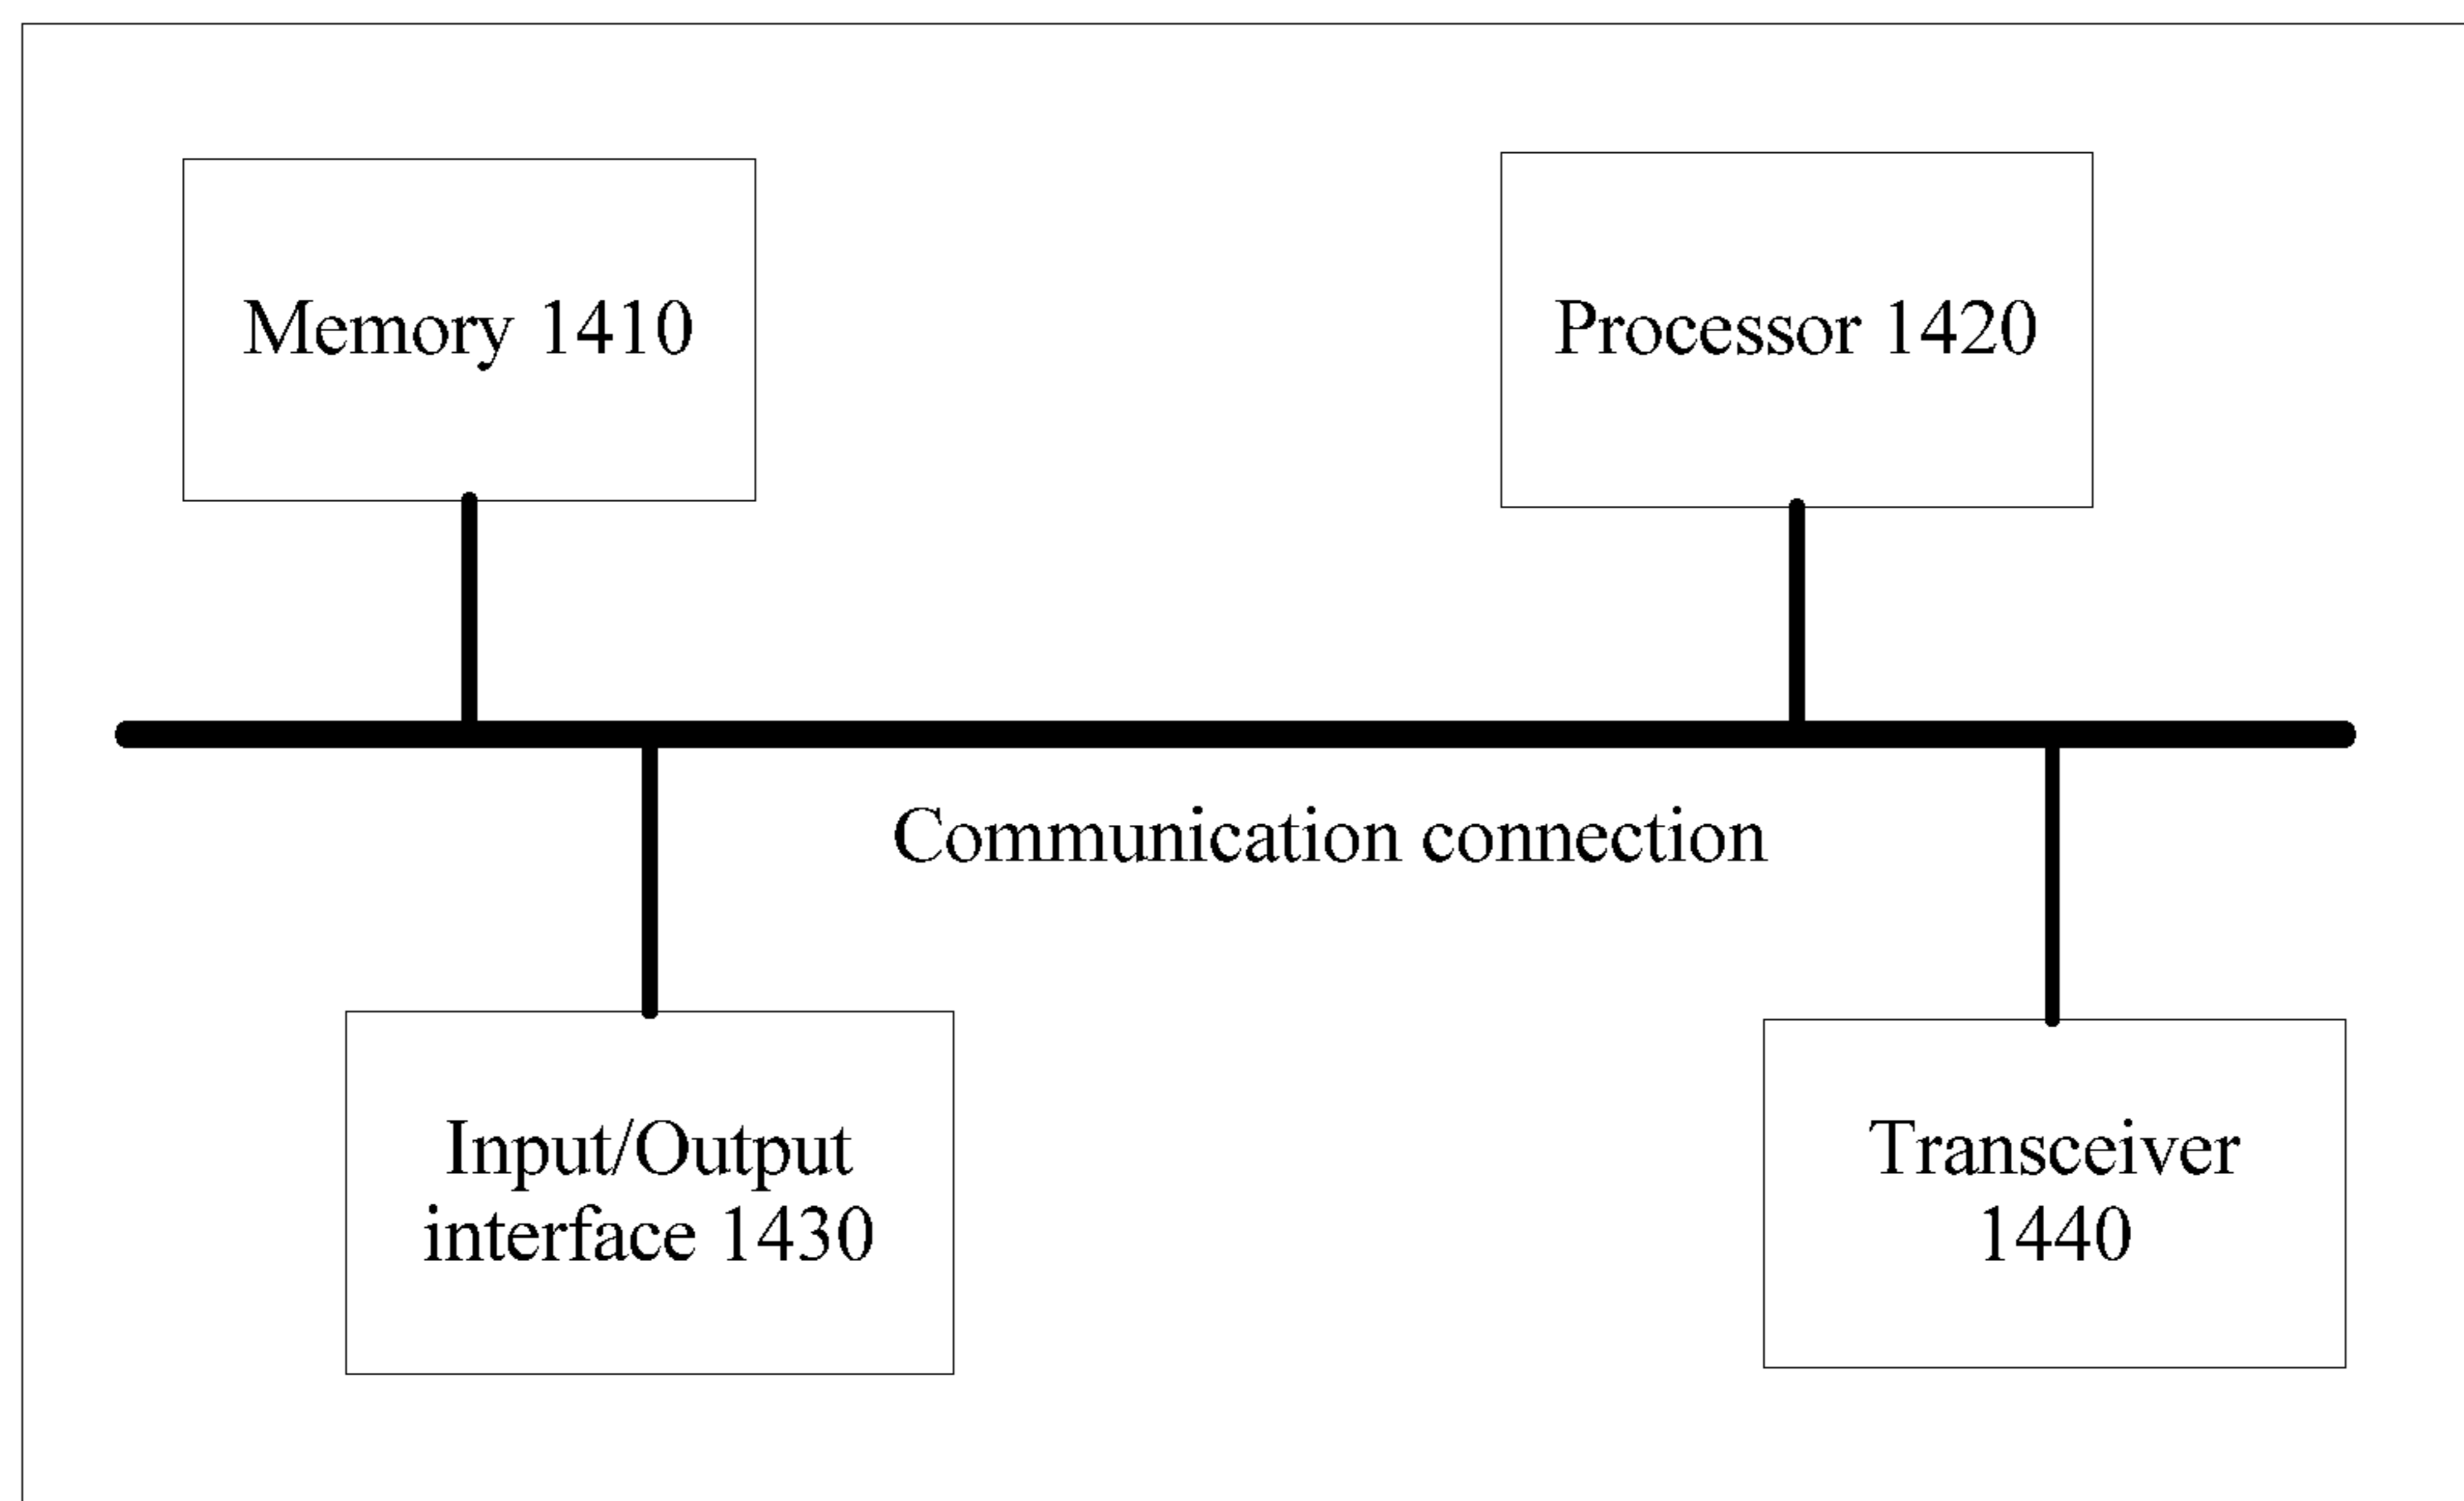 Memory 1410
Processor 1420
Communication connection
Input/Output
interface 1430
Transceiver
1440